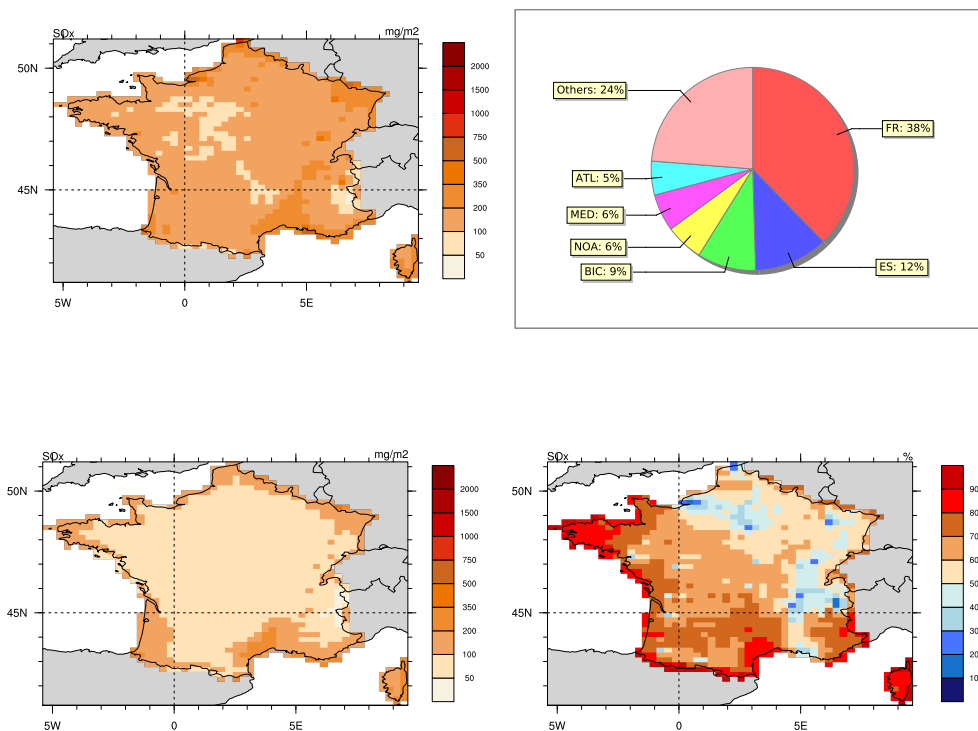 SOx
mg/m2
50N
45N
5W
0
5E
2000
1500
1000
750
500
350
200
100
50
Others: 24%
FR: 38%
ATL: 5%
MED: 6%
NOA: 6%
BIC: 9%
ES: 12%
SOx
mg/m2
50N
45N
5W
0
5E
2000
1500
1000
750
500
350
200
100
50
SOx
%
50N
45N
5W
0
5E
90
80
70
60
50
40
30
20
10